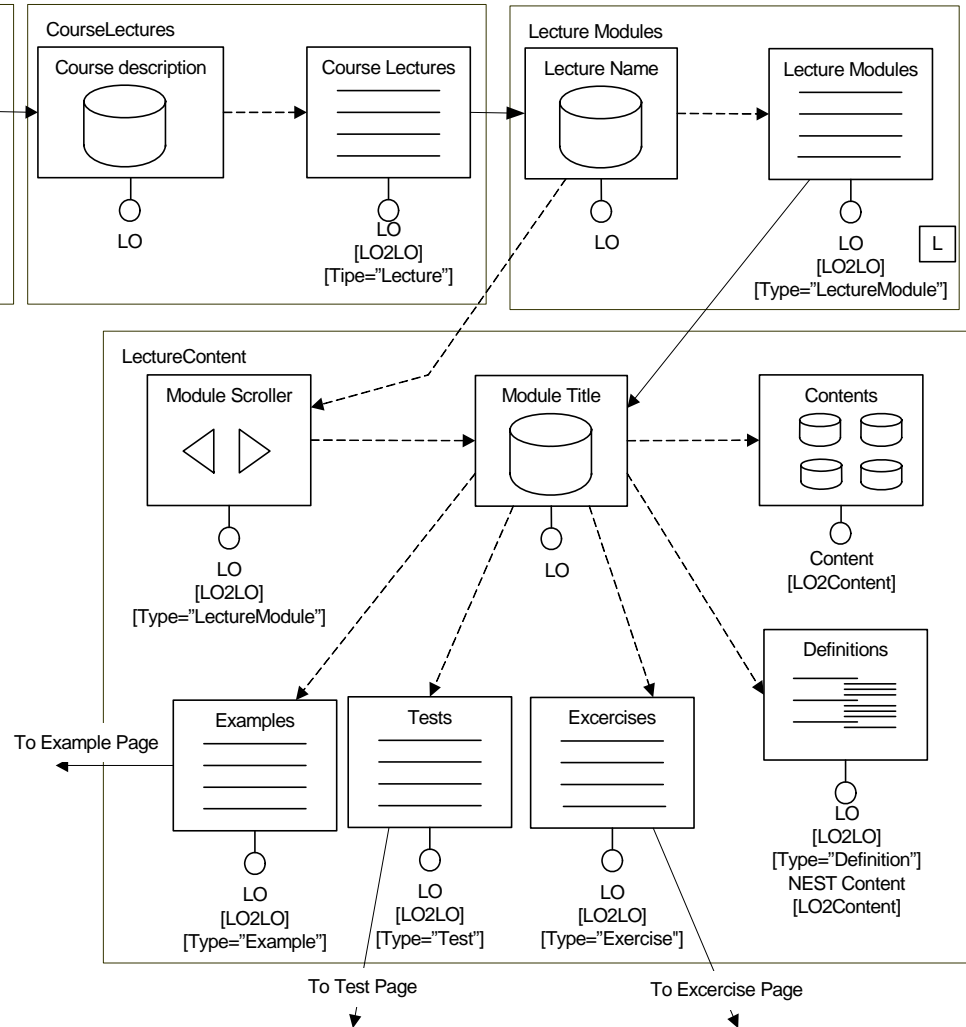 CourseLectures
Course description
Course Lectures
LO
LO
[LO2LO]
[Tipe=”Lecture”]
Lecture Modules
Lecture Name
Lecture Modules
LO
LO
[LO2LO]
[Type=”LectureModule”]
L
LectureContent
Module Scroller
Module Title
Contents
LO
[LO2LO]
[Type=”LectureModule”]
LO
Content
[LO2Content]
Definitions
LO
[LO2LO]
[Type=”Definition”]
NEST Content
[LO2Content]
Examples
Tests
Excercises
To Example Page
LO
[LO2LO]
[Type=”Example”]
LO
[LO2LO]
[Type=”Test”]
LO
[LO2LO]
[Type=”Exercise"]
To Test Page
To Excercise Page